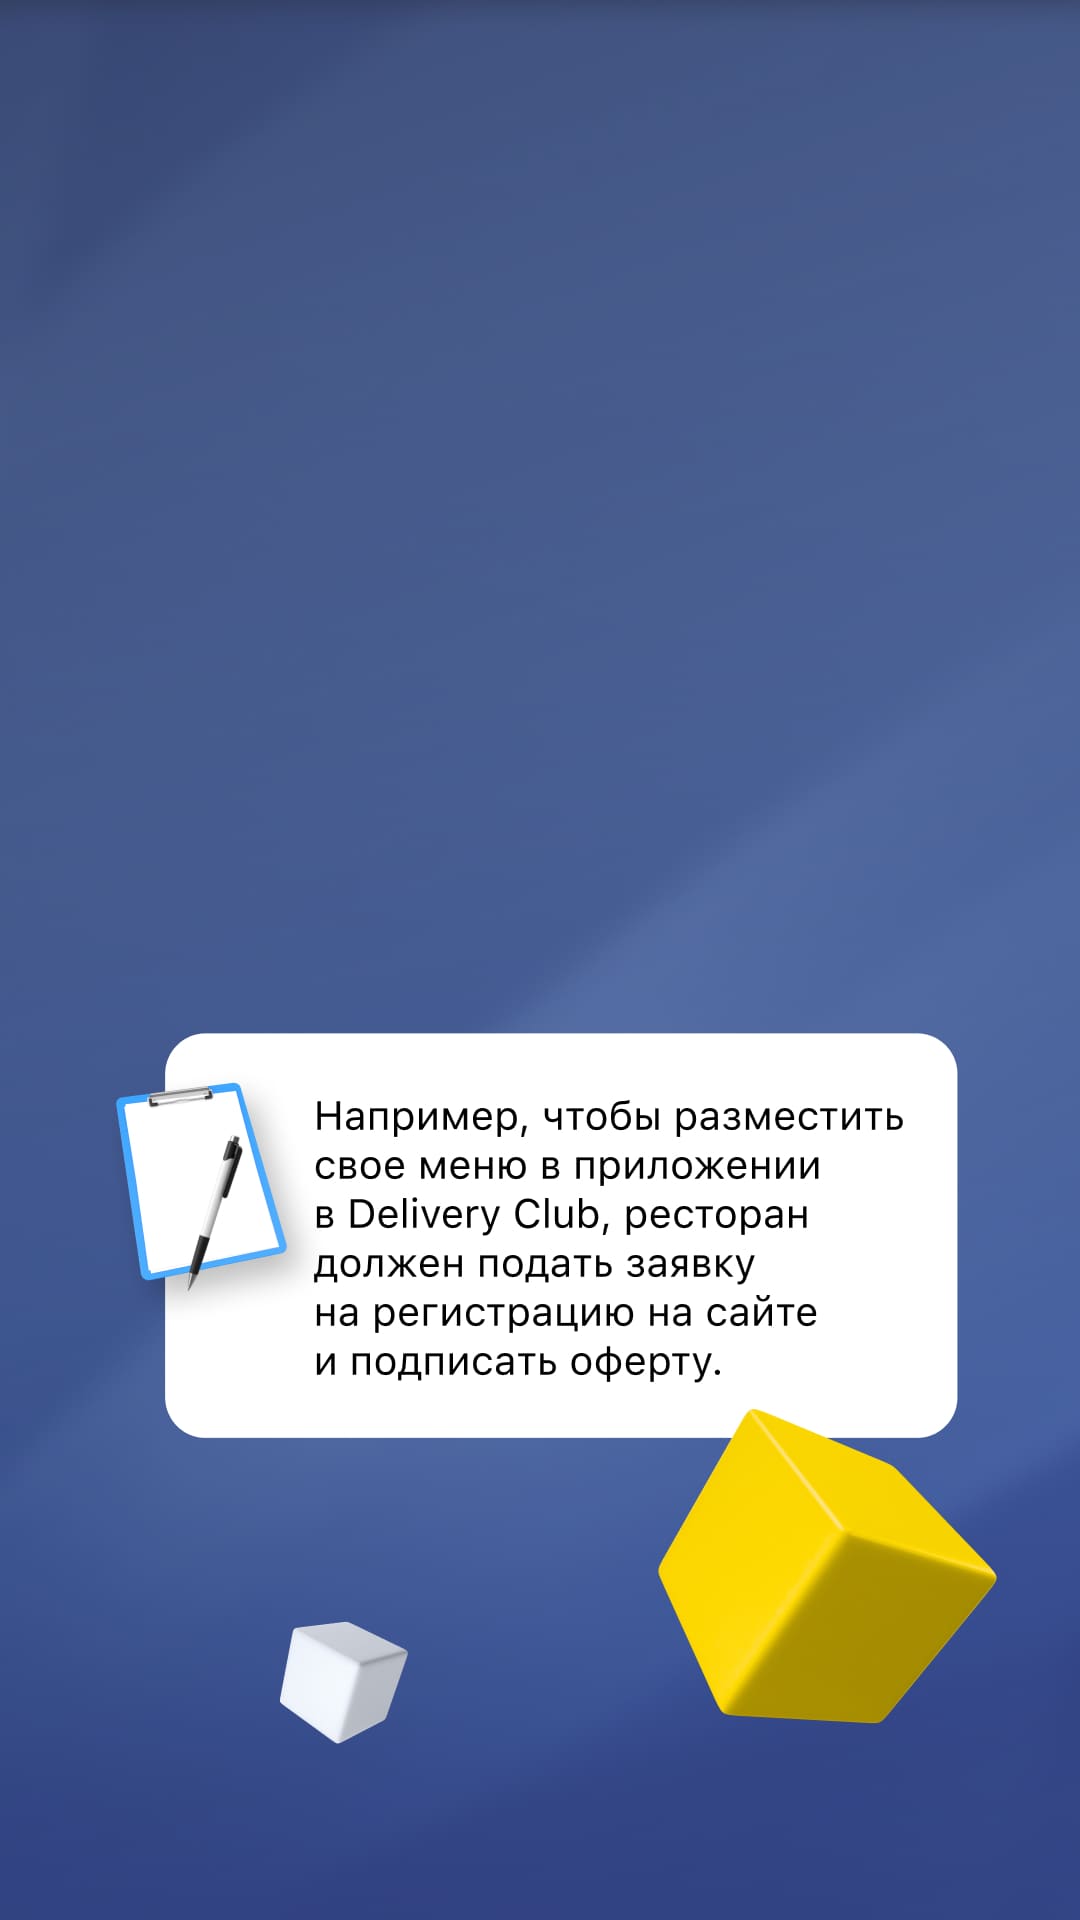 Например, чтобы разместить
свое меню в приложении
в Delivery Club, ресторан
должен подать заявку
на регистрацию на сайте
и подписать оферту.